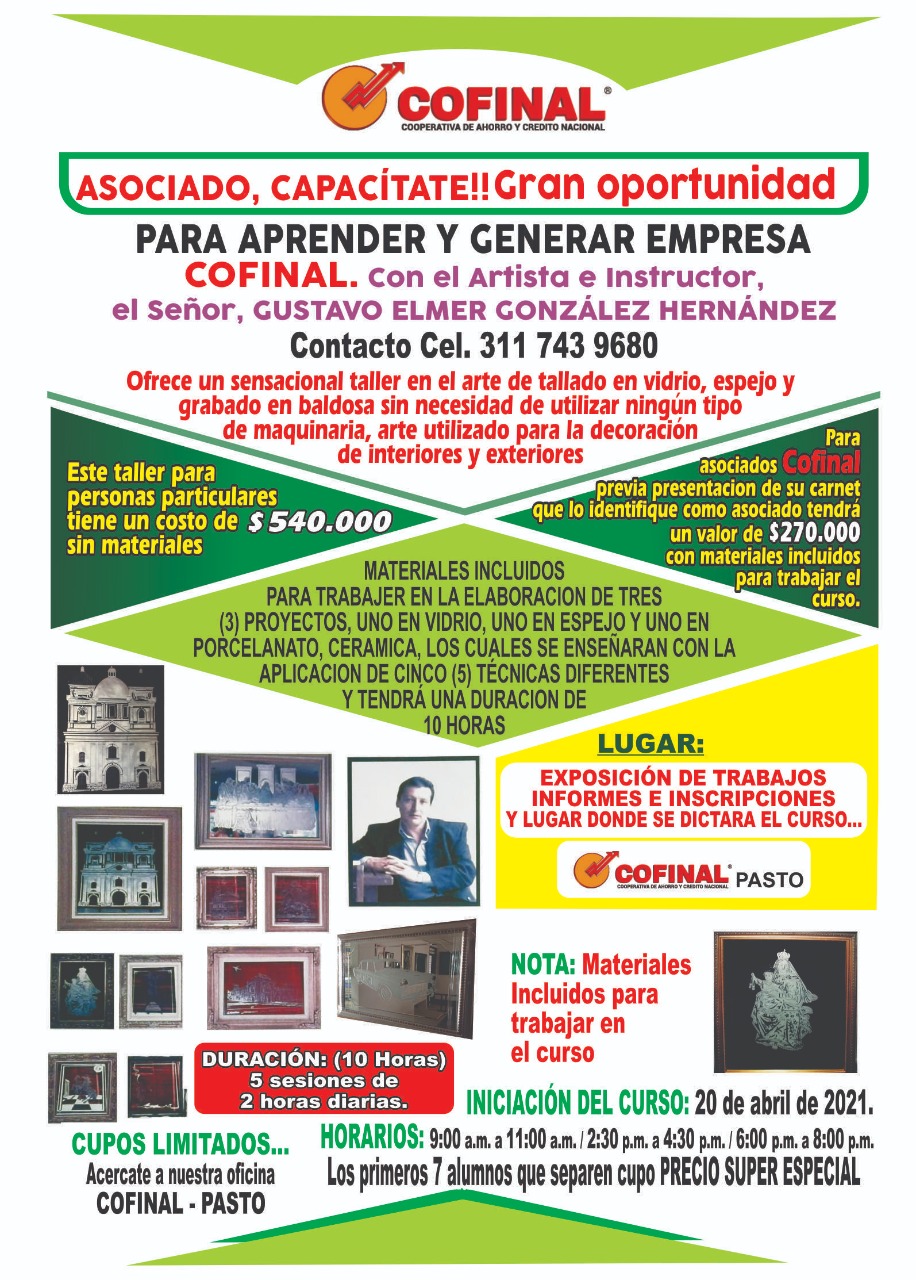 COFINAL®
COOPERATIVA DE AHORRO Y CREDITO NACIONAL
ASOCIADO, CAPACÍTATE!! Gran oportunidad
PARA APRENDER Y GENERAR EMPRESA
COFINAL. Con el Artista e Instructor,
el Señor, GUSTAVO ELMER GONZÁLEZ HERNÁNDEZ
Contacto Cel. 311 743 9680
Ofrece un sensacional taller en el arte de tallado en vidrio, espejo y
grabado en baldosa sin necesidad de utilizar ningún tipo
de maquinaria, arte utilizado para la decoración
de interiores y exteriores
Este taller para
personas particulares
tiene un costo de $ 540.000
sin materiales
Para
asociados Cofinal
previa presentacion de su carnet
que lo identifique como asociado tendrá
un valor de $270.000
con materiales incluidos
para trabajar el
curso.
MATERIALES INCLUIDOS
PARA TRABAJER EN LA ELABORACION DE TRES
(3) PROYECTOS, UNO EN VIDRIO, UNO EN ESPEJO Y UNO EN
PORCELANATO, CERAMICA, LOS CUALES SE ENSEÑARAN CON LA
APLICACION DE CINCO (5) TÉCNICAS DIFERENTES
Y TENDRÁ UNA DURACION DE
10 HORAS
LUGAR:
EXPOSICIÓN DE TRABAJOS
INFORMES E INSCRIPCIONES
Y LUGAR DONDE SE DICTARA EL CURSO...
COFINAL® PASTO
COOPERATIVA DE AHORRO Y CREDITO NACIONAL
NOTA: Materiales
Incluidos para
trabajar en
el curso
DURACIÓN: (10 Horas)
5 sesiones de
2 horas diarias.
INICIACIÓN DEL CURSO: 20 de abril de 2021.
HORARIOS: 9:00 a.m. a 11:00 a.m. / 2:30 p.m. a 4:30 p.m. / 6:00 p.m. a 8:00 p.m.
Los primeros 7 alumnos que separen cupo PRECIO SUPER ESPECIAL
CUPOS LIMITADOS...
Acercate a nuestra oficina
COFINAL - PASTO